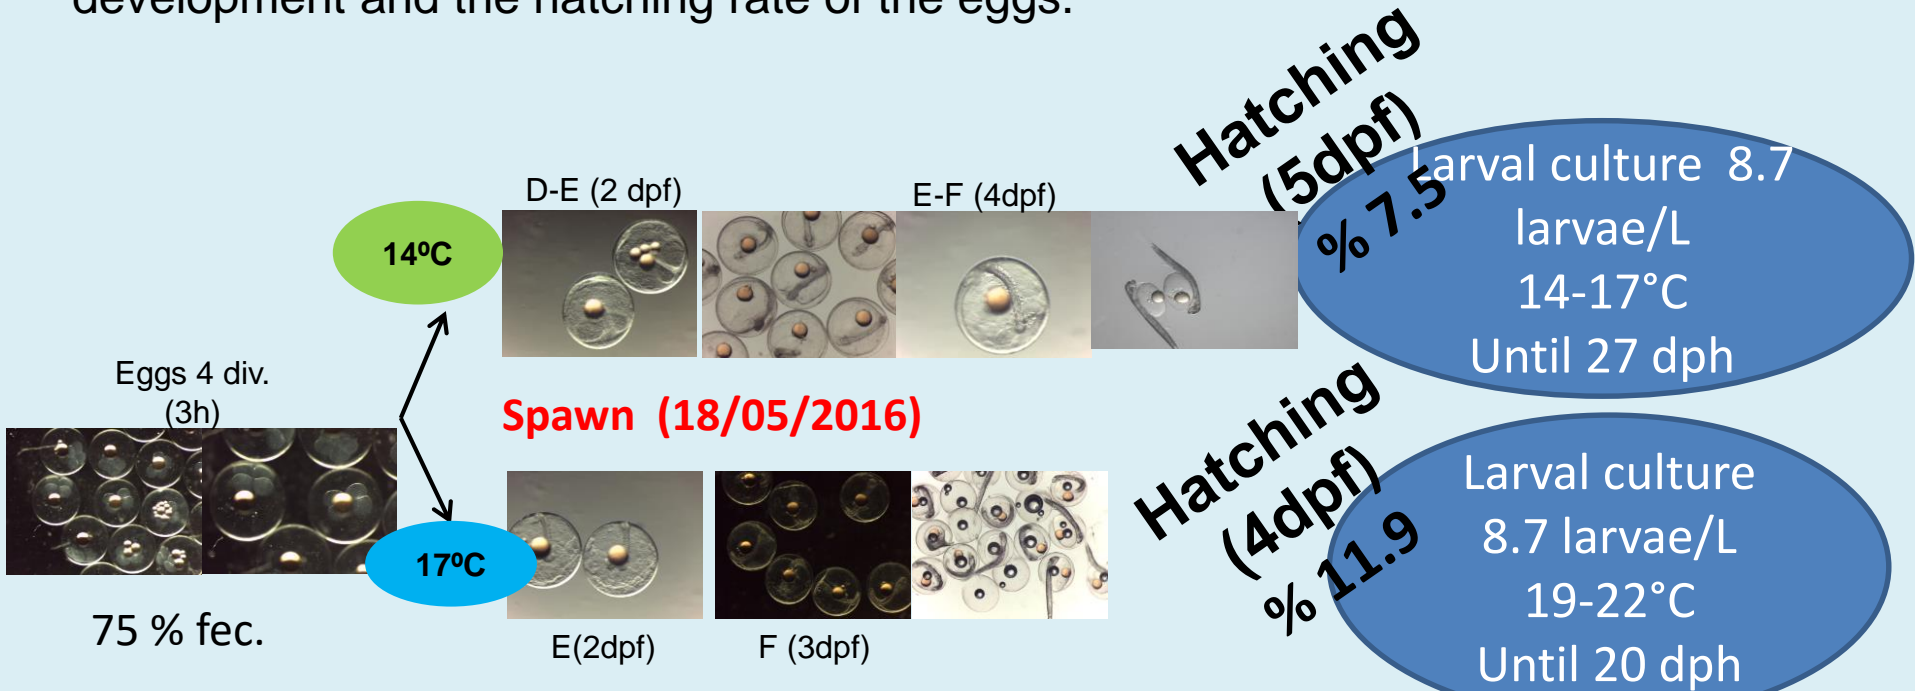 development and the hatching rate of the eggs.
Hatching
(5dpf)
% 7.5
Larval culture 8.7
larvae/L
14-17°C
Until 27 dph
D-E (2 dpf)
E-F (4dpf)
14ºC
Eggs 4 div.
(3h)
Spawn (18/05/2016)
Hatching
(4dpf)
% 11.9
Larval culture
8.7 larvae/L
19-22°C
Until 20 dph
17ºC
75 % fec.
E(2dpf)
F (3dpf)